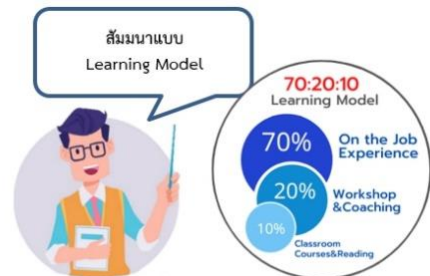 สัมมนาแบบ
Learning Model
70:20:10
Learning Model
70%
On the Job
Experience
20%
Workshop
&Coaching
10%
Classroom
Courses&Reading